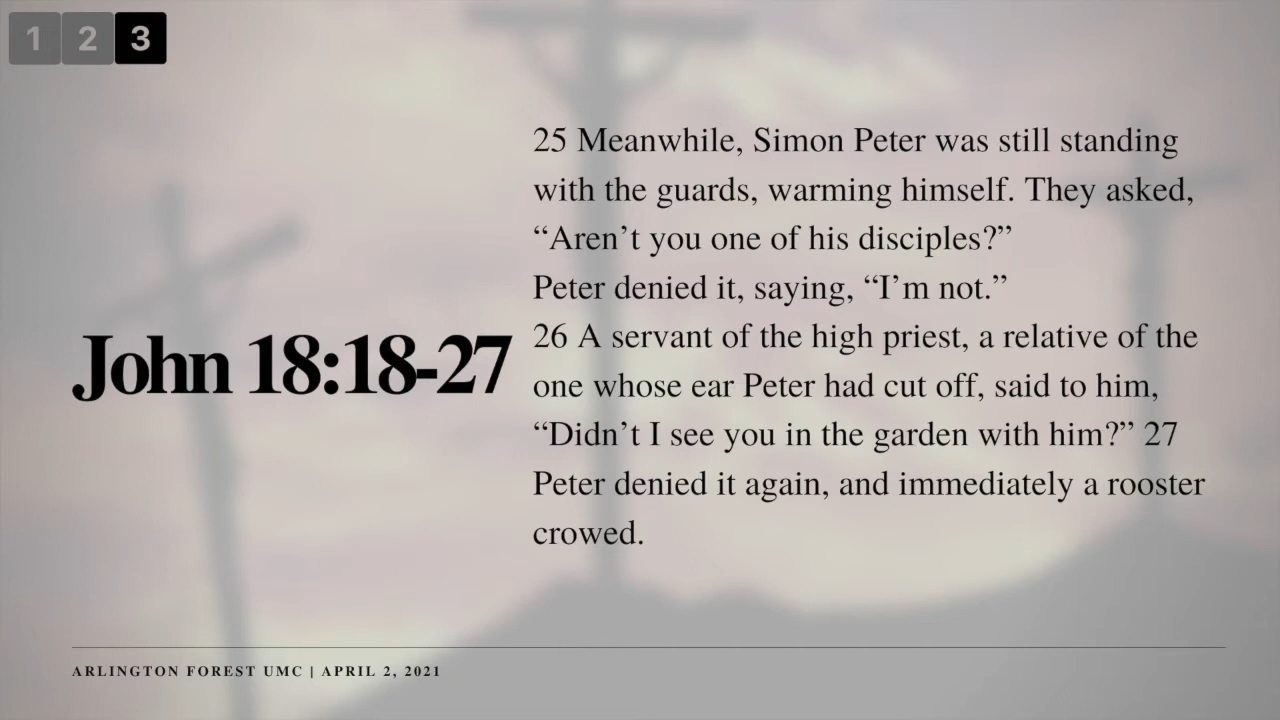 1 2 3
John 18:18-27
25 Meanwhile, Simon Peter was still standing
with the guards, warming himself. They asked,
“Aren’t you one of his disciples?”
Peter denied it, saying, “I’m not.”
26 A servant of the high priest, a relative of the
one whose ear Peter had cut off, said to him,
“Didn’t I see you in the garden with him?” 27
Peter denied it again, and immediately a rooster
crowed.
ARLINGTON FOREST UMC | APRIL 2, 2021